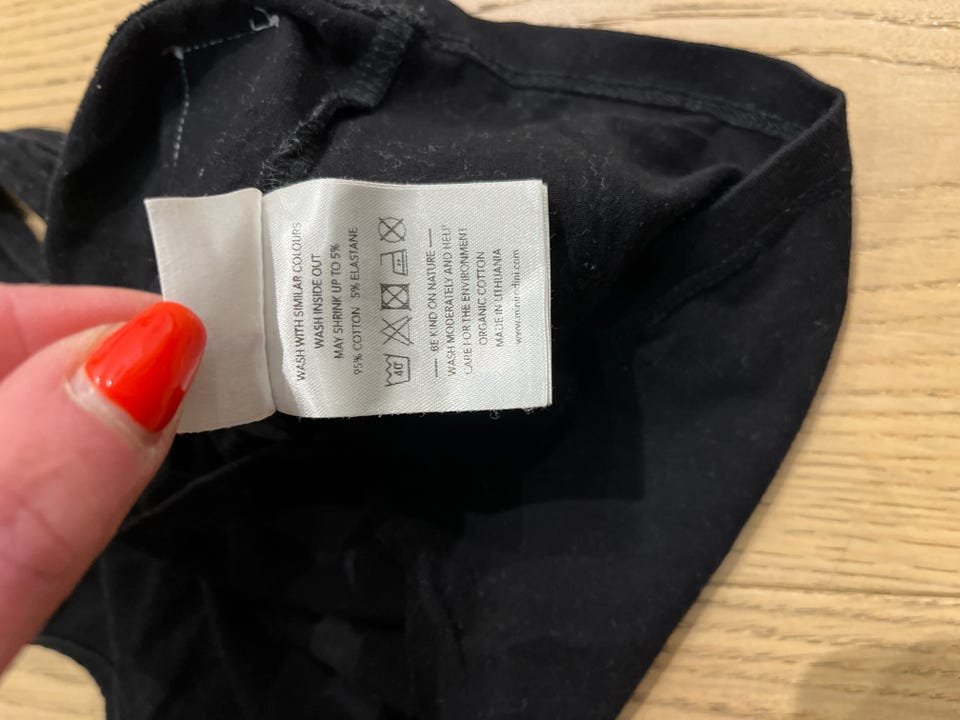 WASH WITH SIMILAR COLOURS
WASH INSIDE OUT
MAY SHRINK UP TO 5%
95% COTTON 5% ELASTANE
40°
— BE KIND ON NATURE —
WASH MODERATELY AND HELP
CARE FOR THE ENVIRONMENT
ORGANIC COTTON
MADE IN LITHUANIA